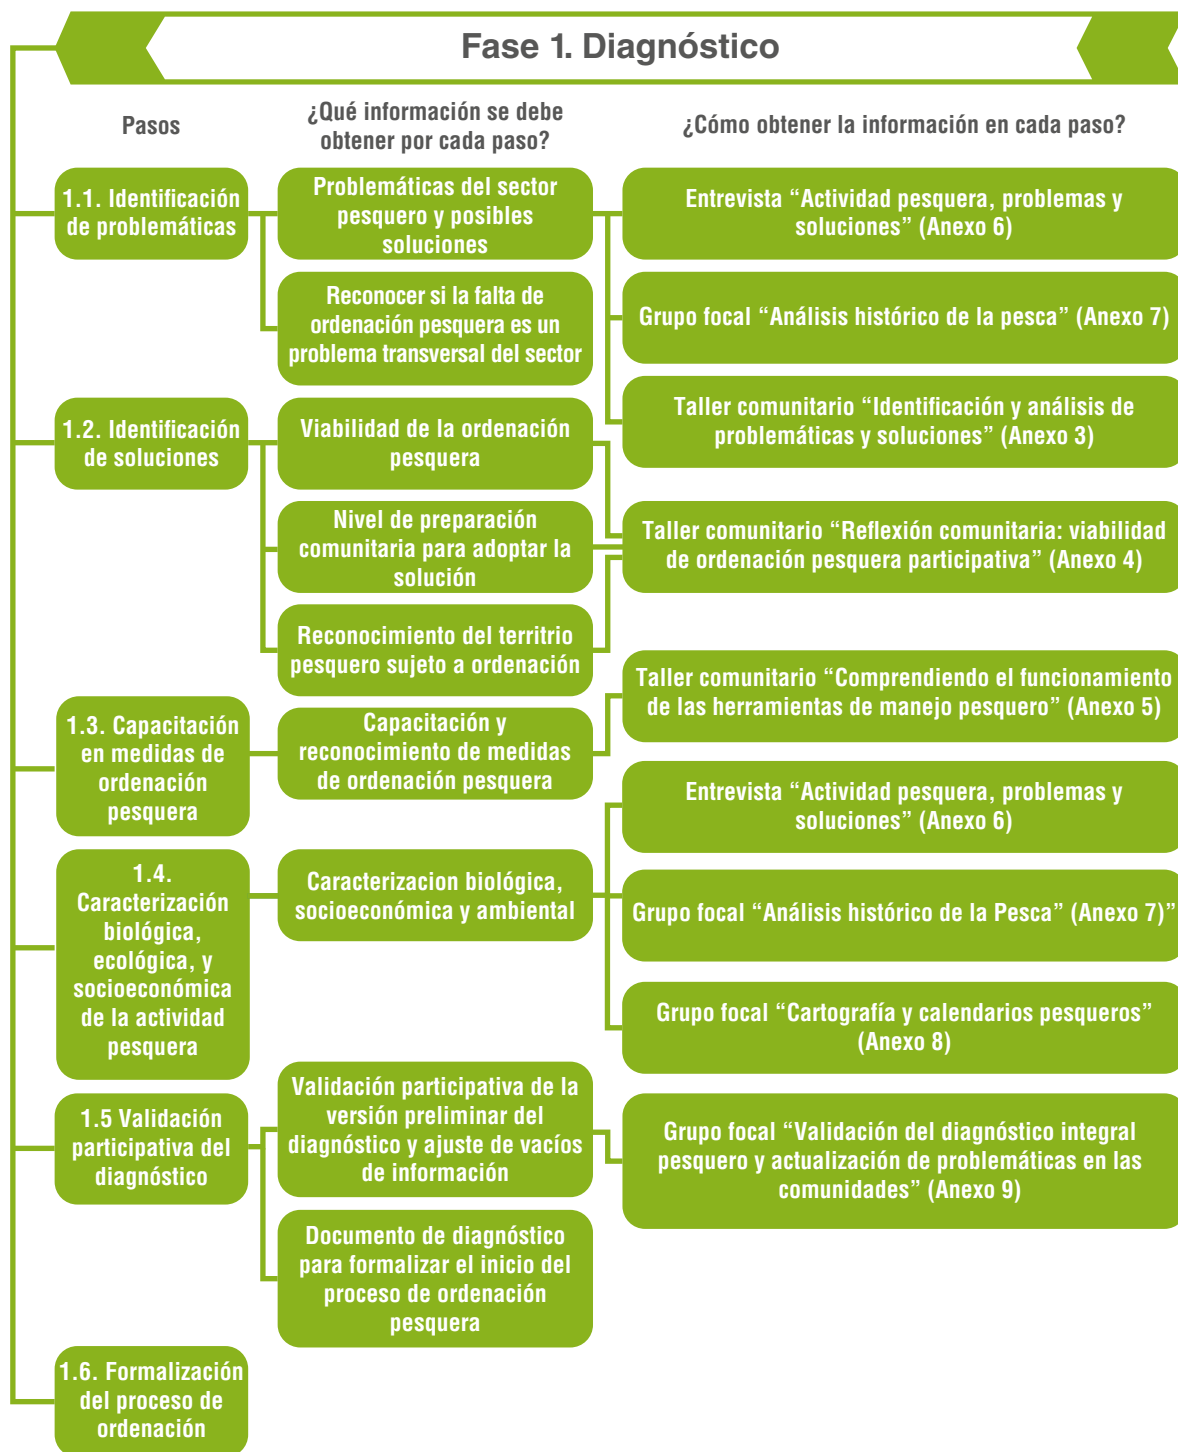 Fase 1. Diagnóstico
Pasos
¿Qué información se debe
obtener por cada paso?
¿Cómo obtener la información en cada paso?
1.1. Identificación
de problemáticas
Problemáticas del sector
pesquero y posibles
soluciones
Reconocer si la falta de
ordenación pesquera es un
problema transversal del sector
Entrevista “Actividad pesquera, problemas y
soluciones” (Anexo 6)
Grupo focal “Análisis histórico de la pesca” (Anexo 7)
Taller comunitario “Identificación y análisis de
problemáticas y soluciones” (Anexo 3)
1.2. Identificación
de soluciones
Viabilidad de la ordenación
pesquera
Nivel de preparación
comunitaria para adoptar la
solución
Reconocimiento del territrio
pesquero sujeto a ordenación
Taller comunitario “Reflexión comunitaria: viabilidad
de ordenación pesquera participativa” (Anexo 4)
1.3. Capacitación
en medidas de
ordenación
pesquera
Capacitación y
reconocimiento de medidas
de ordenación pesquera
Taller comunitario “Comprendiendo el funcionamiento
de las herramientas de manejo pesquero” (Anexo 5)
1.4.
Caracterización
biológica,
ecológica, y
socioeconómica
de la actividad
pesquera
Caracterizacion biológica,
socioeconómica y ambiental
Entrevista “Actividad pesquera, problemas y
soluciones” (Anexo 6)
Grupo focal “Análisis histórico de la Pesca” (Anexo 7)”
Grupo focal “Cartografía y calendarios pesqueros”
(Anexo 8)
1.5 Validación
participativa del
diagnóstico
Validación participativa de la
versión preliminar del
diagnóstico y ajuste de vacíos
de información
Documento de diagnóstico
para formalizar el inicio del
proceso de ordenación
pesquera
Grupo focal “Validación del diagnóstico integral
pesquero y actualización de problemáticas en las
comunidades” (Anexo 9)
1.6. Formalización
del proceso de
ordenación